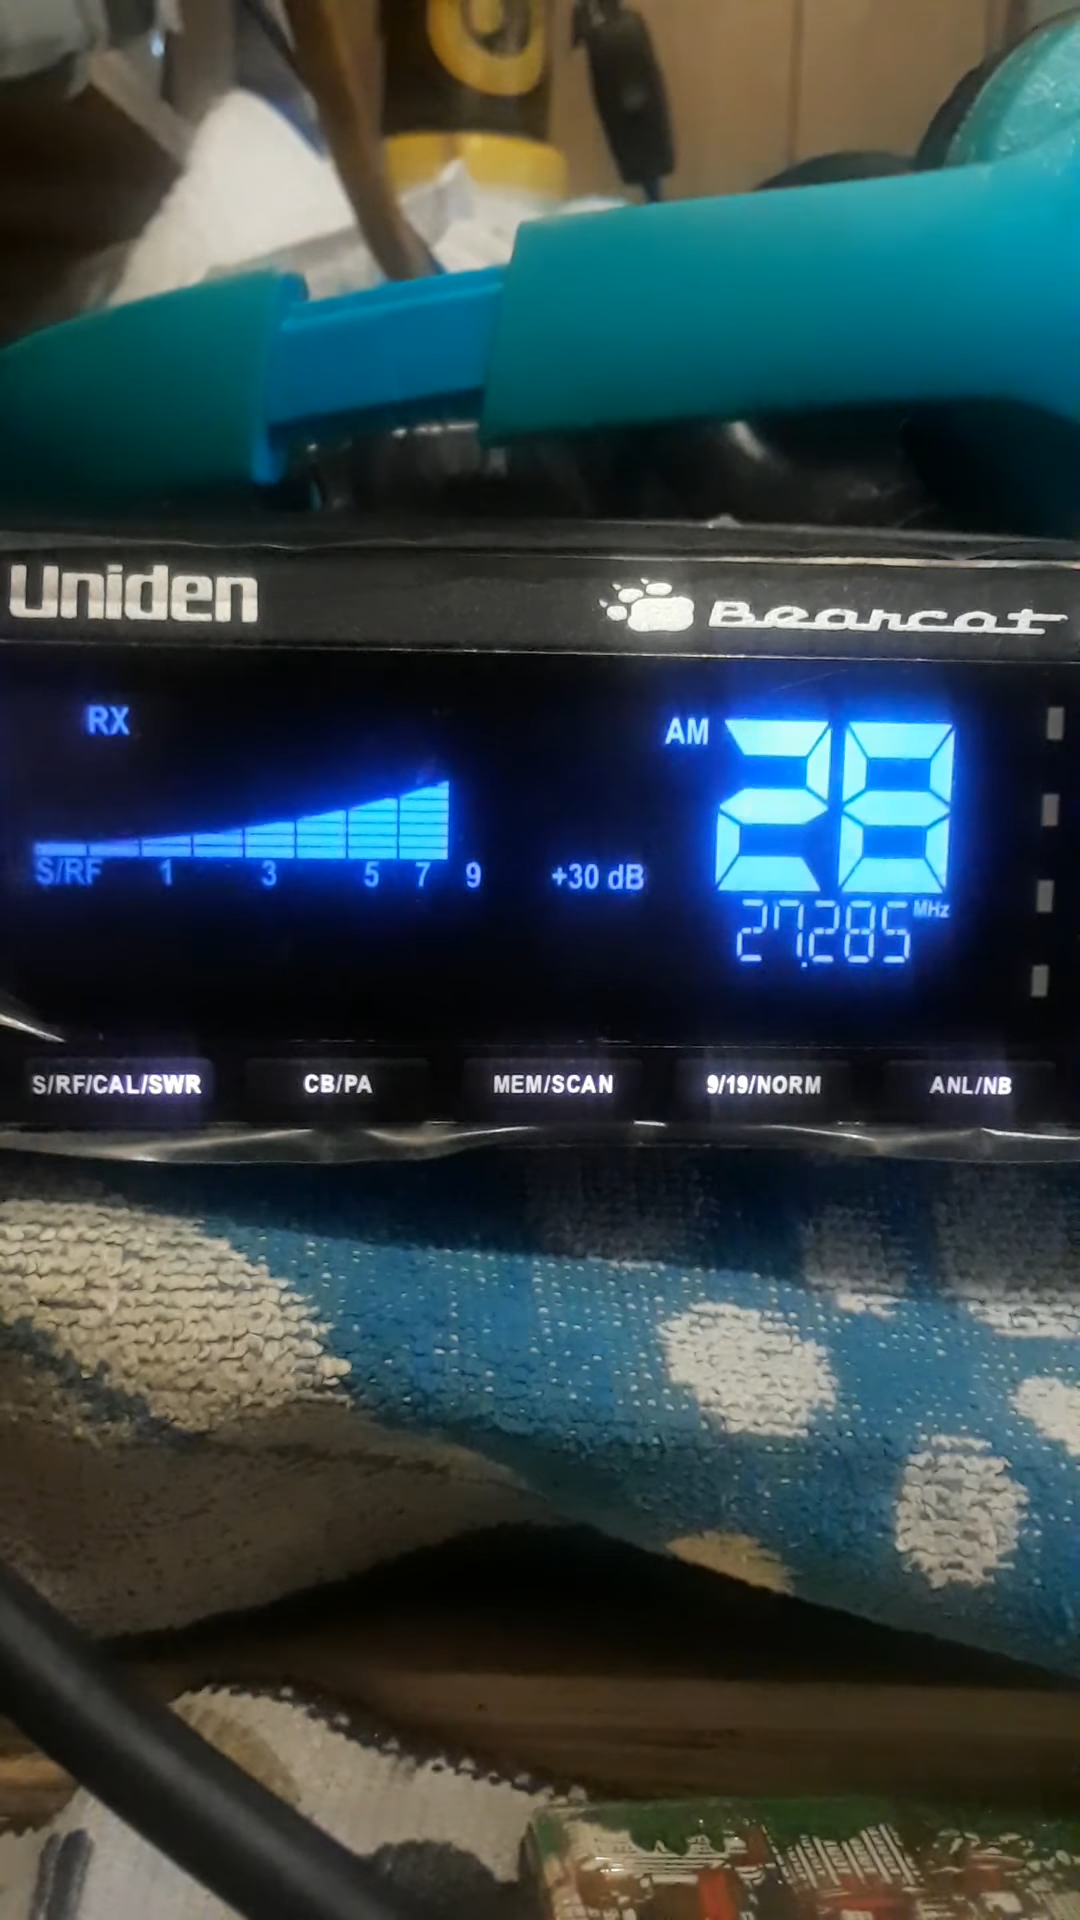 Uniden Bearcat
RX
AM 28
S/RF 1 3 5 7 9 +30 dB
27.285 MHz
S/RF/CAL/SWR CB/PA MEM/SCAN 9/19/NORM ANL/NB